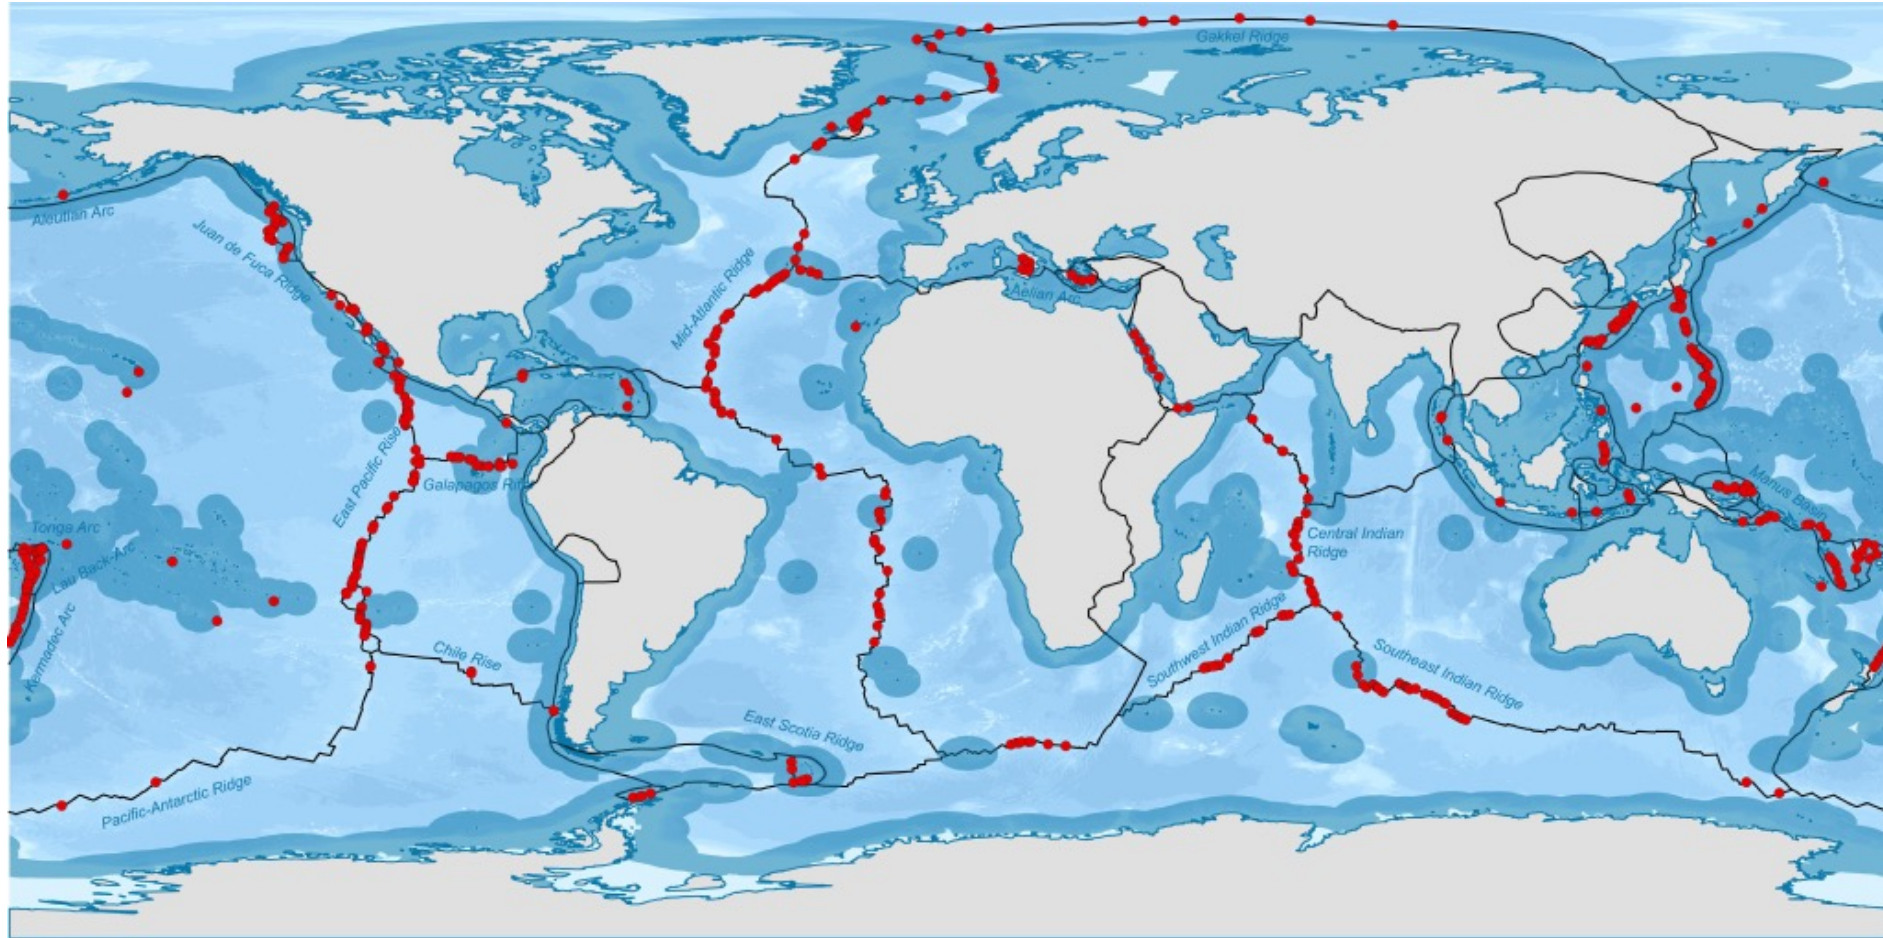 Gakkel Ridge
Aleutian Arc
Juan de Fuca Ridge
Mid-Atlantic Ridge
Aelian Arc
East Pacific Rise
Galapagos Rift
Manus Basin
Tonga Arc
Lau Back-Arc
Kermadec Arc
Central Indian
Ridge
Southwest Indian Ridge
Southeast Indian Ridge
Chile Rise
East Scotia Ridge
Pacific-Antarctic Ridge